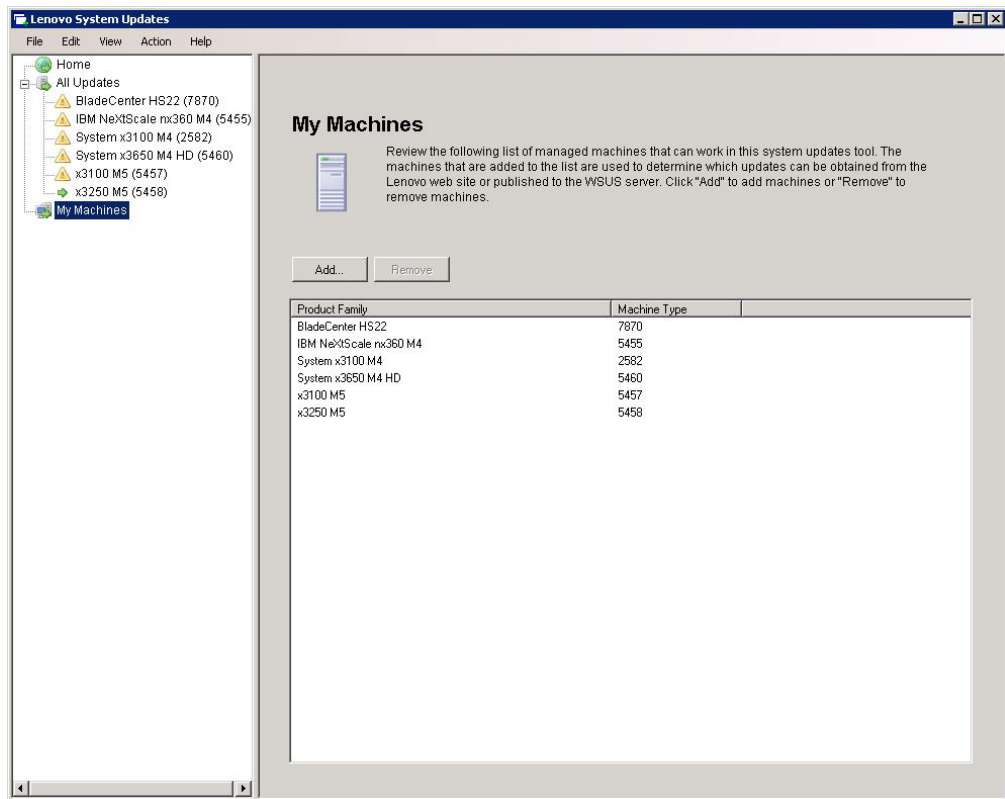 Lenovo System Updates
File Edit View Action Help
Home
All Updates
BladeCenter HS22 (7870)
IBM NeXtScale nx360 M4 (5455)
System x3100 M4 (2582)
System x3650 M4 HD (5460)
x3100 M5 (5457)
x3250 M5 (5458)
My Machines
My Machines
Review the following list of managed machines that can work in this system updates tool. The
machines that are added to the list are used to determine which updates can be obtained from the
Lenovo web site or published to the WSUS server. Click "Add" to add machines or "Remove" to
remove machines.
Add... Remove
Product Family Machine Type
BladeCenter HS22 7870
IBM NeXtScale nx360 M4 5455
System x3100 M4 2582
System x3650 M4 HD 5460
x3100 M5 5457
x3250 M5 5458